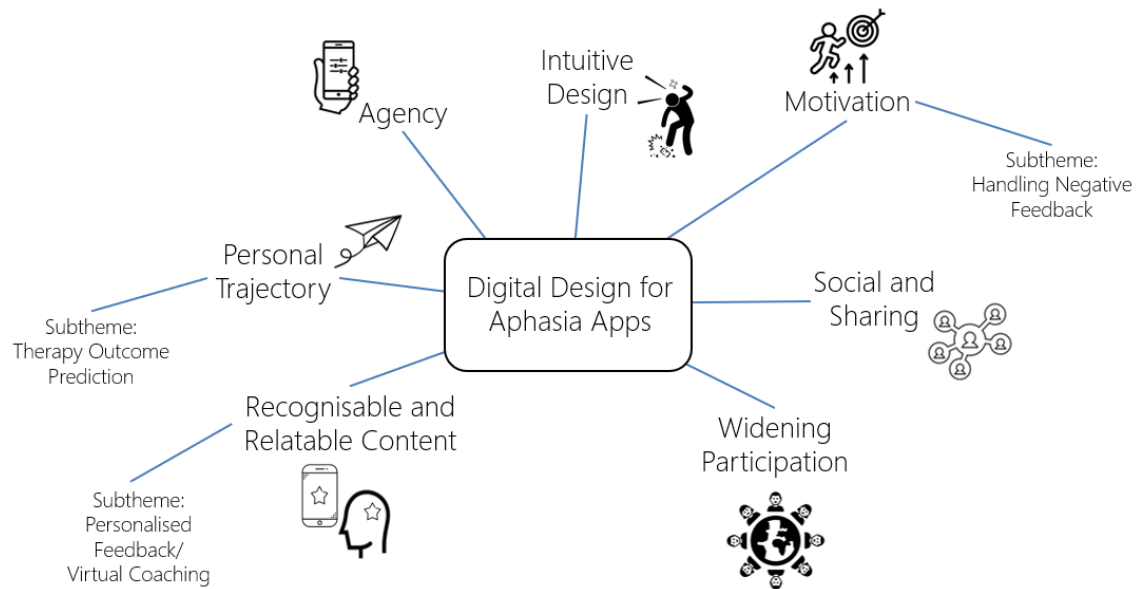 Intuitive
Design
Motivation
Agency
Subtheme:
Handling Negative
Feedback
Personal
Trajectory
Digital Design for
Aphasia Apps
Social and
Sharing
Subtheme:
Therapy Outcome
Prediction
Recognisable and
Relatable Content
Widening
Participation
Subtheme:
Personalised
Feedback/
Virtual Coaching